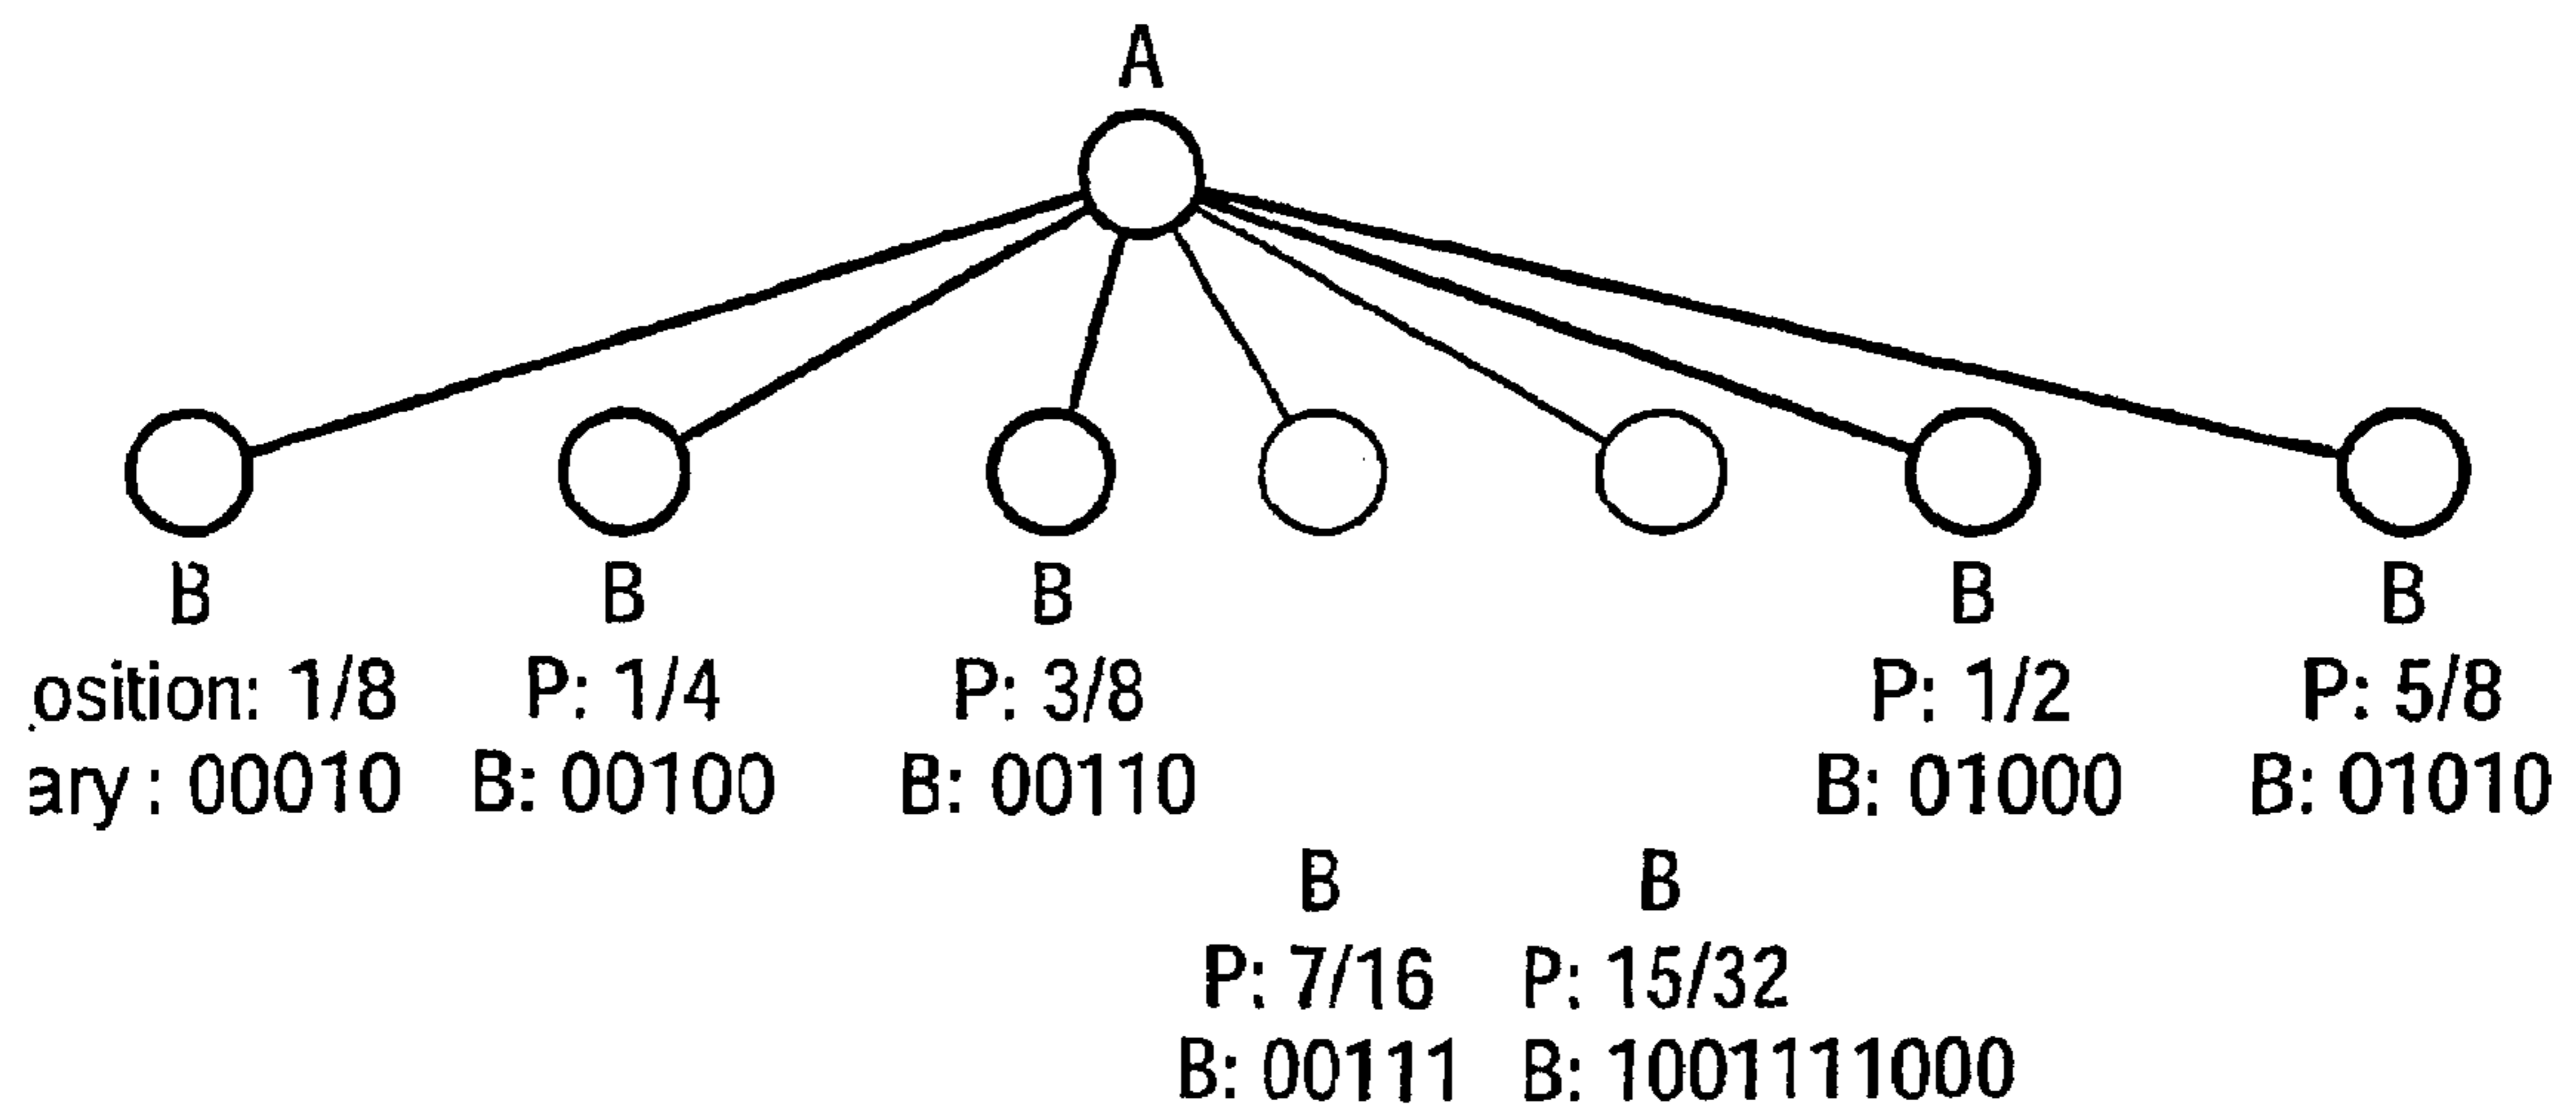 A
B B B B B
osition: 1/8 P: 1/4 P: 3/8 P: 1/2 P: 5/8
ary : 00010 B: 00100 B: 00110 B: 01000 B: 01010
B B
P: 7/16 P: 15/32
B: 00111 B: 1001111000